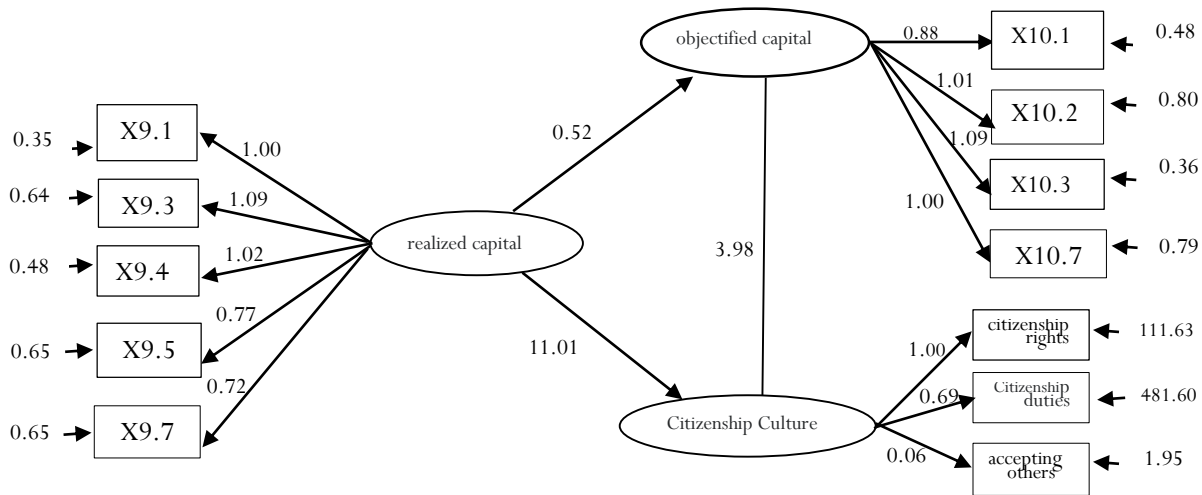 objectified capital
0.88
X10.1
0.48
1.01
X10.2
0.80
1.09
X10.3
0.36
1.00
X10.7
0.79
0.35
X9.1
1.00
0.64
X9.3
1.09
0.48
X9.4
1.02
0.65
X9.5
0.77
0.65
X9.7
0.72
realized capital
0.52
3.98
11.01
Citizenship Culture
1.00
citizenship
rights
111.63
0.69
Citizenship
duties
481.60
0.06
accepting
others
1.95